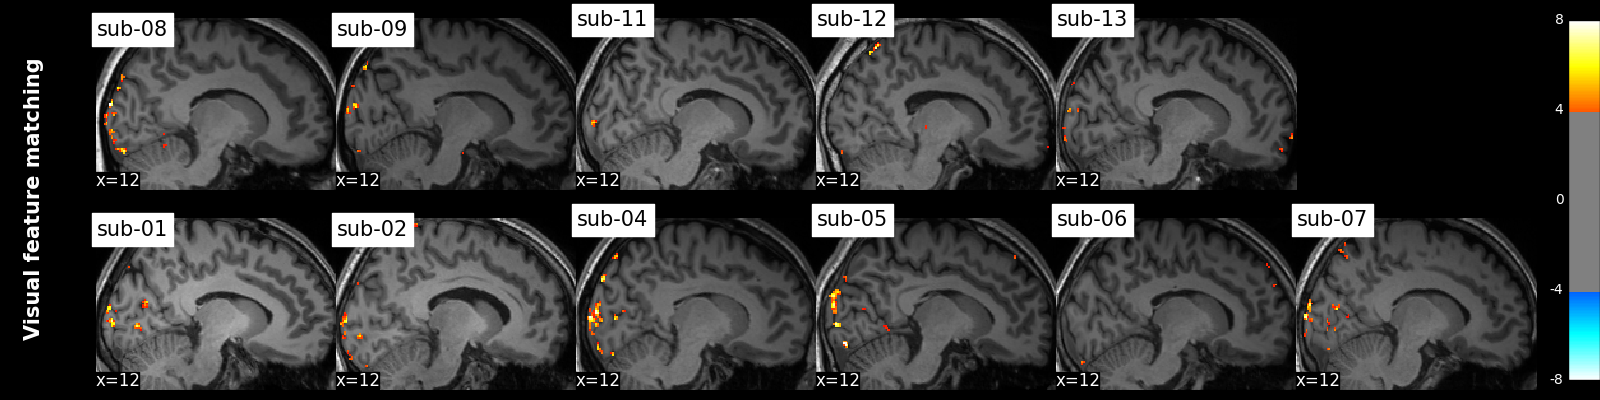 Visual feature matching
sub-08
sub-09
sub-11
sub-12
sub-13
x=12
x=12
x=12
x=12
x=12
sub-01
sub-02
sub-04
sub-05
sub-06
sub-07
x=12
x=12
x=12
x=12
x=12
x=12
8
4
0
-4
-8